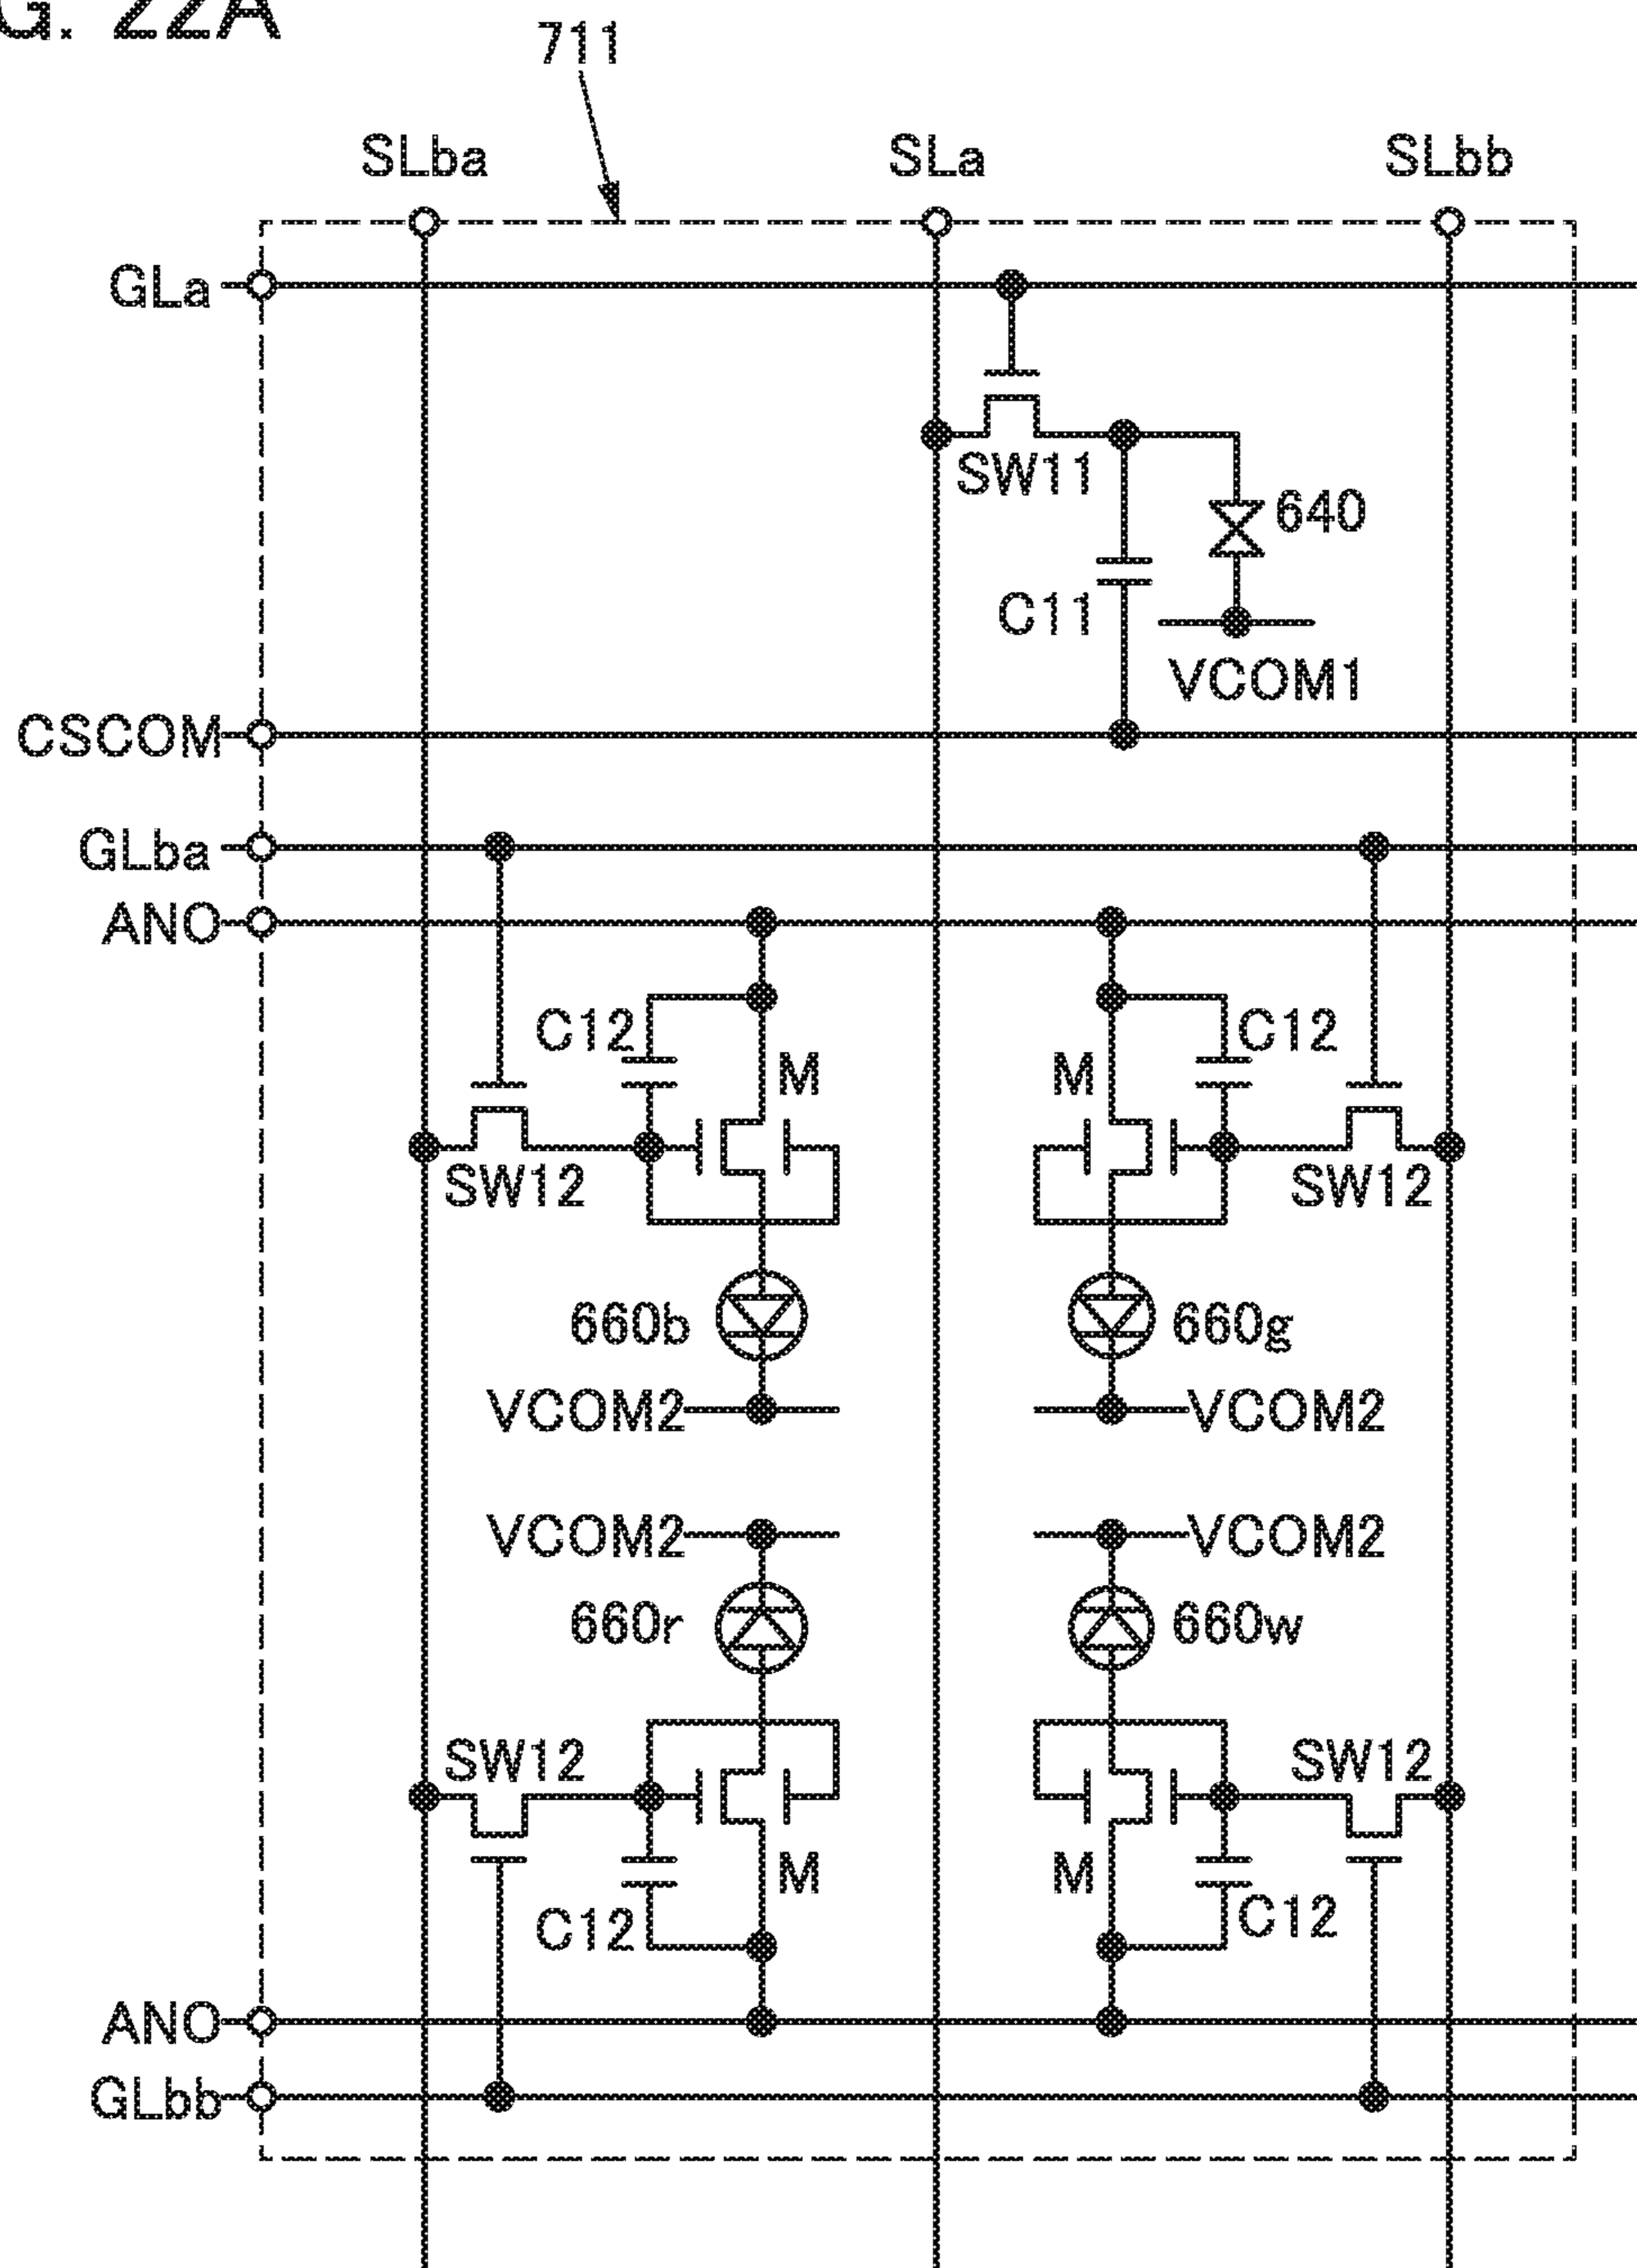 G. 22A
711
SLba SLa SLbb
GLa
SW11
640
C11
VCOM1
CSCOM
GLba
ANO
C12 C12
M M
SW12 SW12
660b 660g
VCOM2 VCOM2
VCOM2 VCOM2
660r 660w
SW12 SW12
M M
C12 C12
ANO
GLbb